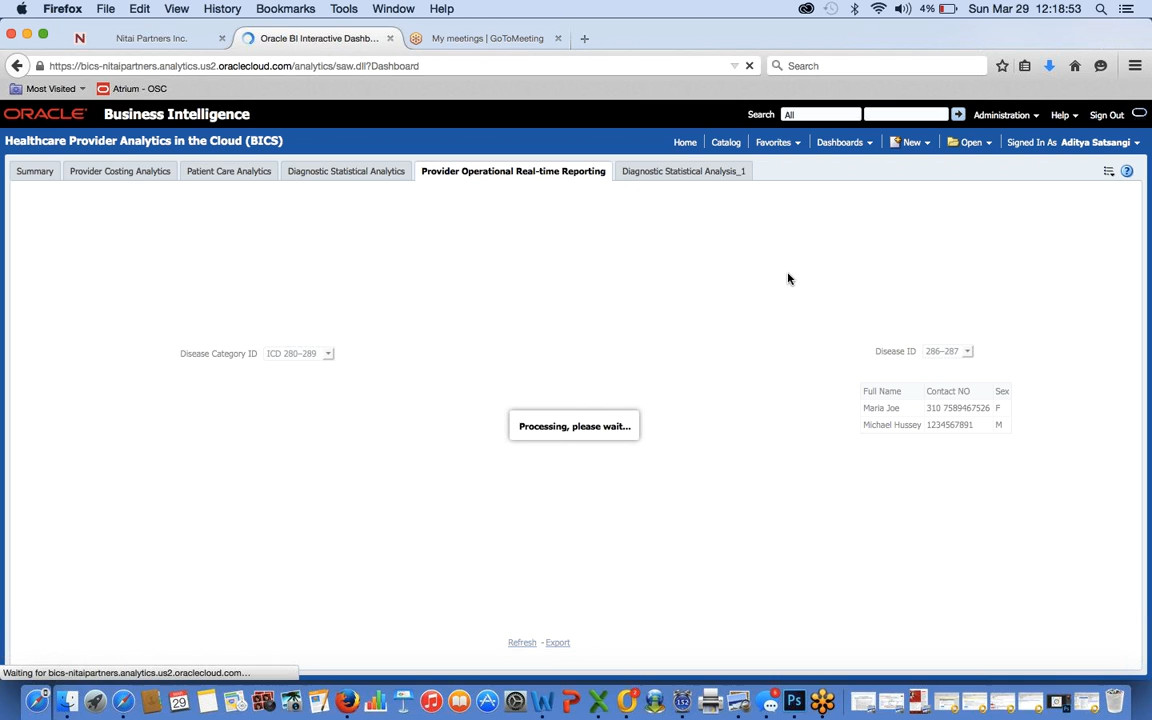 Firefox File Edit View History Bookmarks Tools Window Help 4% Sun Mar 29 12:18:53
N Nitai Partners Inc. Oracle BI Interactive Dashb... My meetings | GoToMeeting
https://bics-nitaipartners.analytics.us2.oraclecloud.com/analytics/saw.dll?Dashboard Search
Most Visited Atrium - OSC
ORACLE Business Intelligence Search All Administration Help Sign Out
Healthcare Provider Analytics in the Cloud (BICS) Home Catalog Favorites Dashboards New Open Signed In As Aditya Satsangi
Summary Provider Costing Analytics Patient Care Analytics Diagnostic Statistical Analytics Provider Operational Real-time Reporting Diagnostic Statistical Analysis_1
Disease Category ID ICD 280-289 Disease ID 286-287
Full Name Contact NO Sex
Maria Joe 310 7589467526 F
Michael Hussey 1234567891 M
Processing, please wait...
Refresh - Export
Waiting for bics-nitaipartners.analytics.us2.oraclecloud.com...